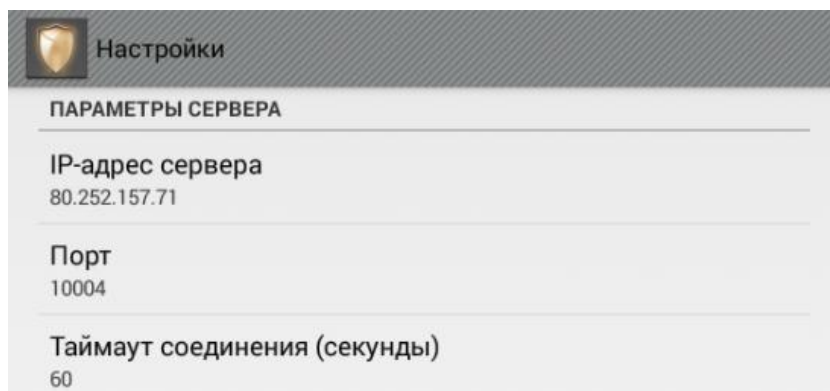 Настройки
ПАРАМЕТРЫ СЕРВЕРА
IP-адрес сервера
80.252.157.71
Порт
10004
Таймаут соединения (секунды)
60